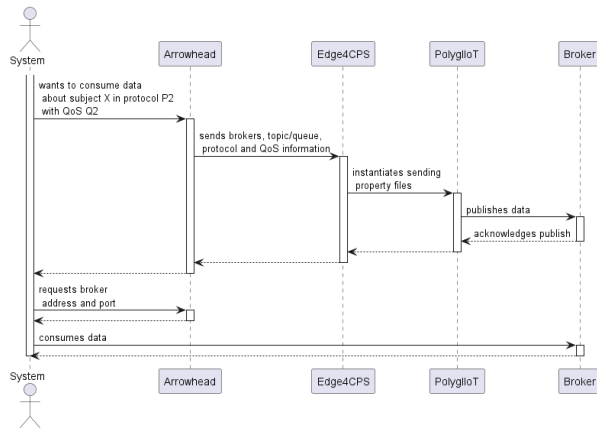 System
Arrowhead
Edge4CPS
PolyglIoT
Broker
wants to consume data
about subject X in protocol P2
with QoS Q2
sends brokers, topic/queue,
protocol and QoS information
instantiates sending
property files
publishes data
acknowledges publish
requests broker
address and port
consumes data
System
Arrowhead
Edge4CPS
PolyglIoT
Broker